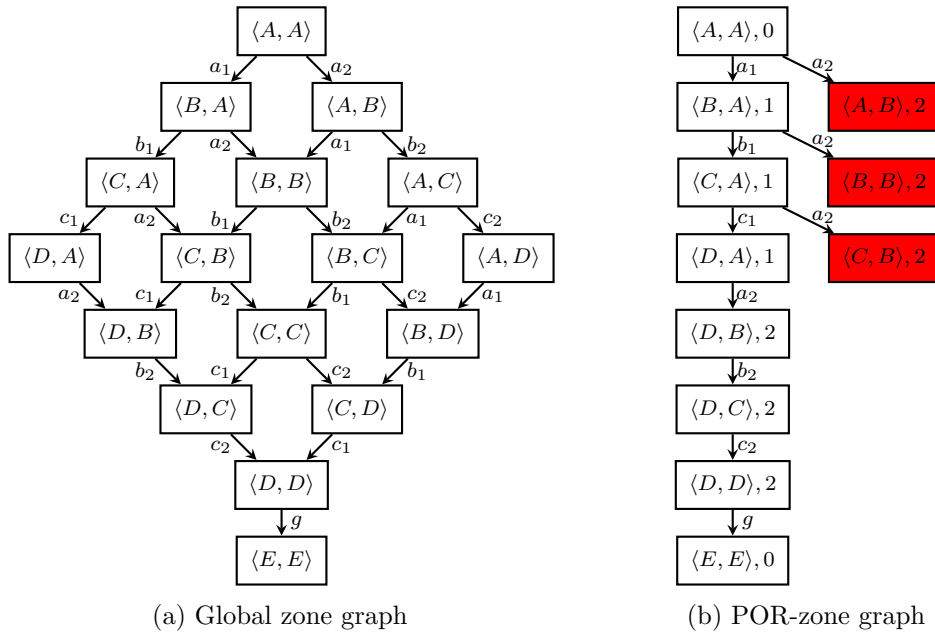 ⟨A, A⟩
a₁ a₂
⟨B, A⟩ ⟨A, B⟩
b₁ a₂ a₁ b₂
⟨C, A⟩ ⟨B, B⟩ ⟨A, C⟩
c₁ a₂ b₁ b₂ a₁ c₂
⟨D, A⟩ ⟨C, B⟩ ⟨B, C⟩ ⟨A, D⟩
a₂ c₁ b₂ b₁ c₂ a₁
⟨D, B⟩ ⟨C, C⟩ ⟨B, D⟩
b₂ c₁ c₂ b₁
⟨D, C⟩ ⟨C, D⟩
c₂ c₁
⟨D, D⟩
g
⟨E, E⟩
(a) Global zone graph
⟨A, A⟩, 0
a₁ a₂
⟨B, A⟩, 1 ⟨A, B⟩, 2
b₁ a₂
⟨C, A⟩, 1 ⟨B, B⟩, 2
c₁ a₂
⟨D, A⟩, 1 ⟨C, B⟩, 2
a₂
⟨D, B⟩, 2
b₂
⟨D, C⟩, 2
c₂
⟨D, D⟩, 2
g
⟨E, E⟩, 0
(b) POR-zone graph